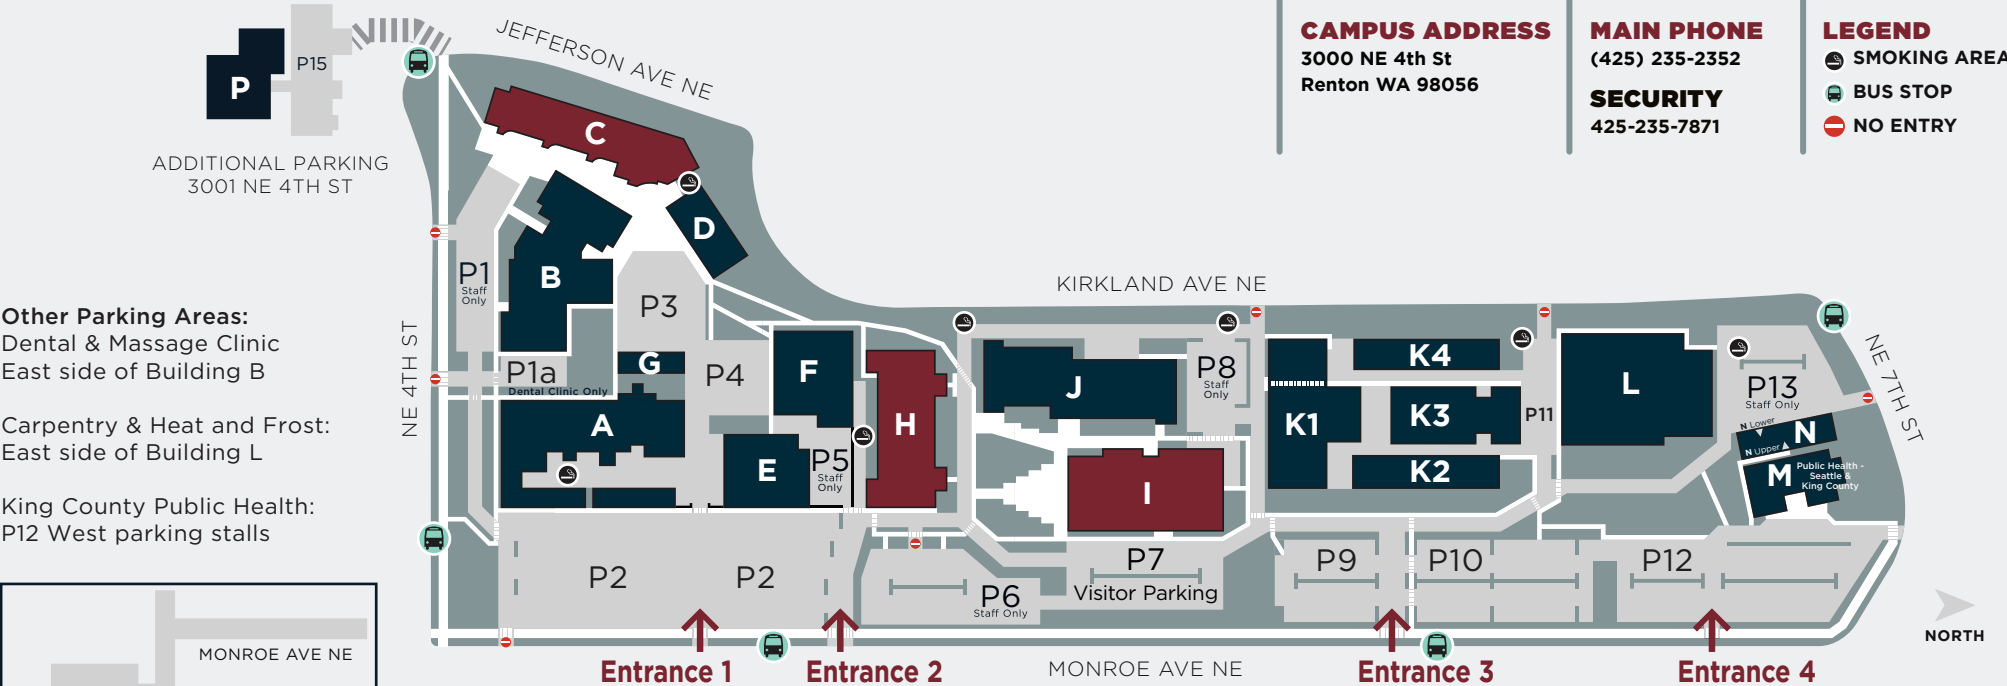 CAMPUS ADDRESS
3000 NE 4th St
Renton WA 98056
MAIN PHONE
(425) 235-2352
SECURITY
425-235-7871
LEGEND
SMOKING AREA
BUS STOP
NO ENTRY
P
P15
ADDITIONAL PARKING
3001 NE 4TH ST
JEFFERSON AVE NE
C
D
B
P1
Staff
Only
P3
KIRKLAND AVE NE
Other Parking Areas:
Dental & Massage Clinic
East side of Building B
Carpentry & Heat and Frost:
East side of Building L
King County Public Health:
P12 West parking stalls
NE 4TH ST
P1a
Dental Clinic Only
G
P4
F
A
E
P5
Staff
Only
H
J
P8
Staff
Only
I
K1
K4
K3
K2
P11
L
P13
Staff Only
NE 7TH ST
N Lower
N Upper
N
M
Public Health -
Seattle &
King County
P2
P2
P6
Staff Only
P7
Visitor Parking
P9
P10
P12
NORTH
MONROE AVE NE
Entrance 1
Entrance 2
MONROE AVE NE
Entrance 3
Entrance 4